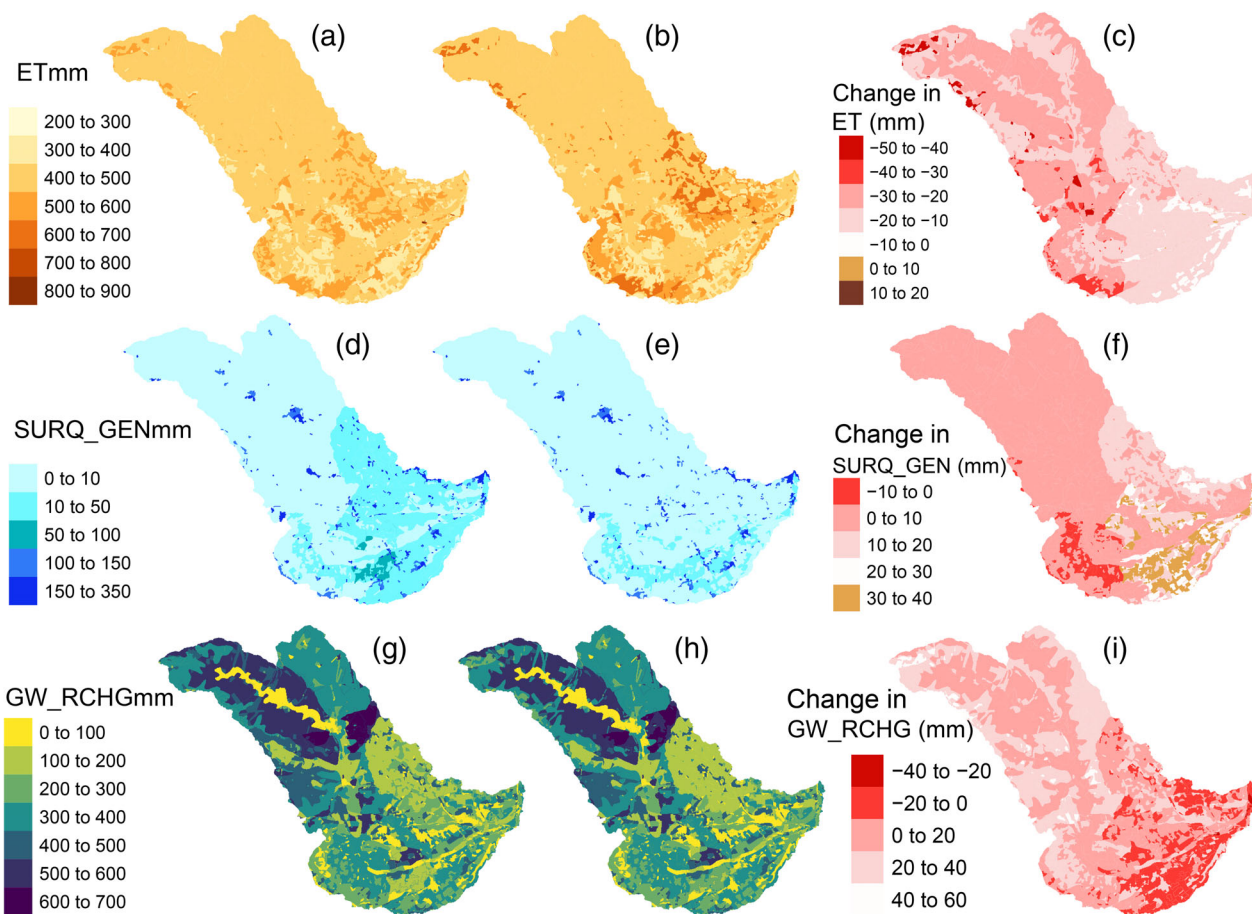 (a)
(b)
(c)
ETmm
200 to 300
300 to 400
400 to 500
500 to 600
600 to 700
700 to 800
800 to 900
Change in
ET (mm)
−50 to −40
−40 to −30
−30 to −20
−20 to −10
−10 to 0
0 to 10
10 to 20
(d)
(e)
(f)
SURQ_GENmm
0 to 10
10 to 50
50 to 100
100 to 150
150 to 350
Change in
SURQ_GEN (mm)
−10 to 0
0 to 10
10 to 20
20 to 30
30 to 40
(g)
(h)
(i)
GW_RCHGmm
0 to 100
100 to 200
200 to 300
300 to 400
400 to 500
500 to 600
600 to 700
Change in
GW_RCHG (mm)
−40 to −20
−20 to 0
0 to 20
20 to 40
40 to 60